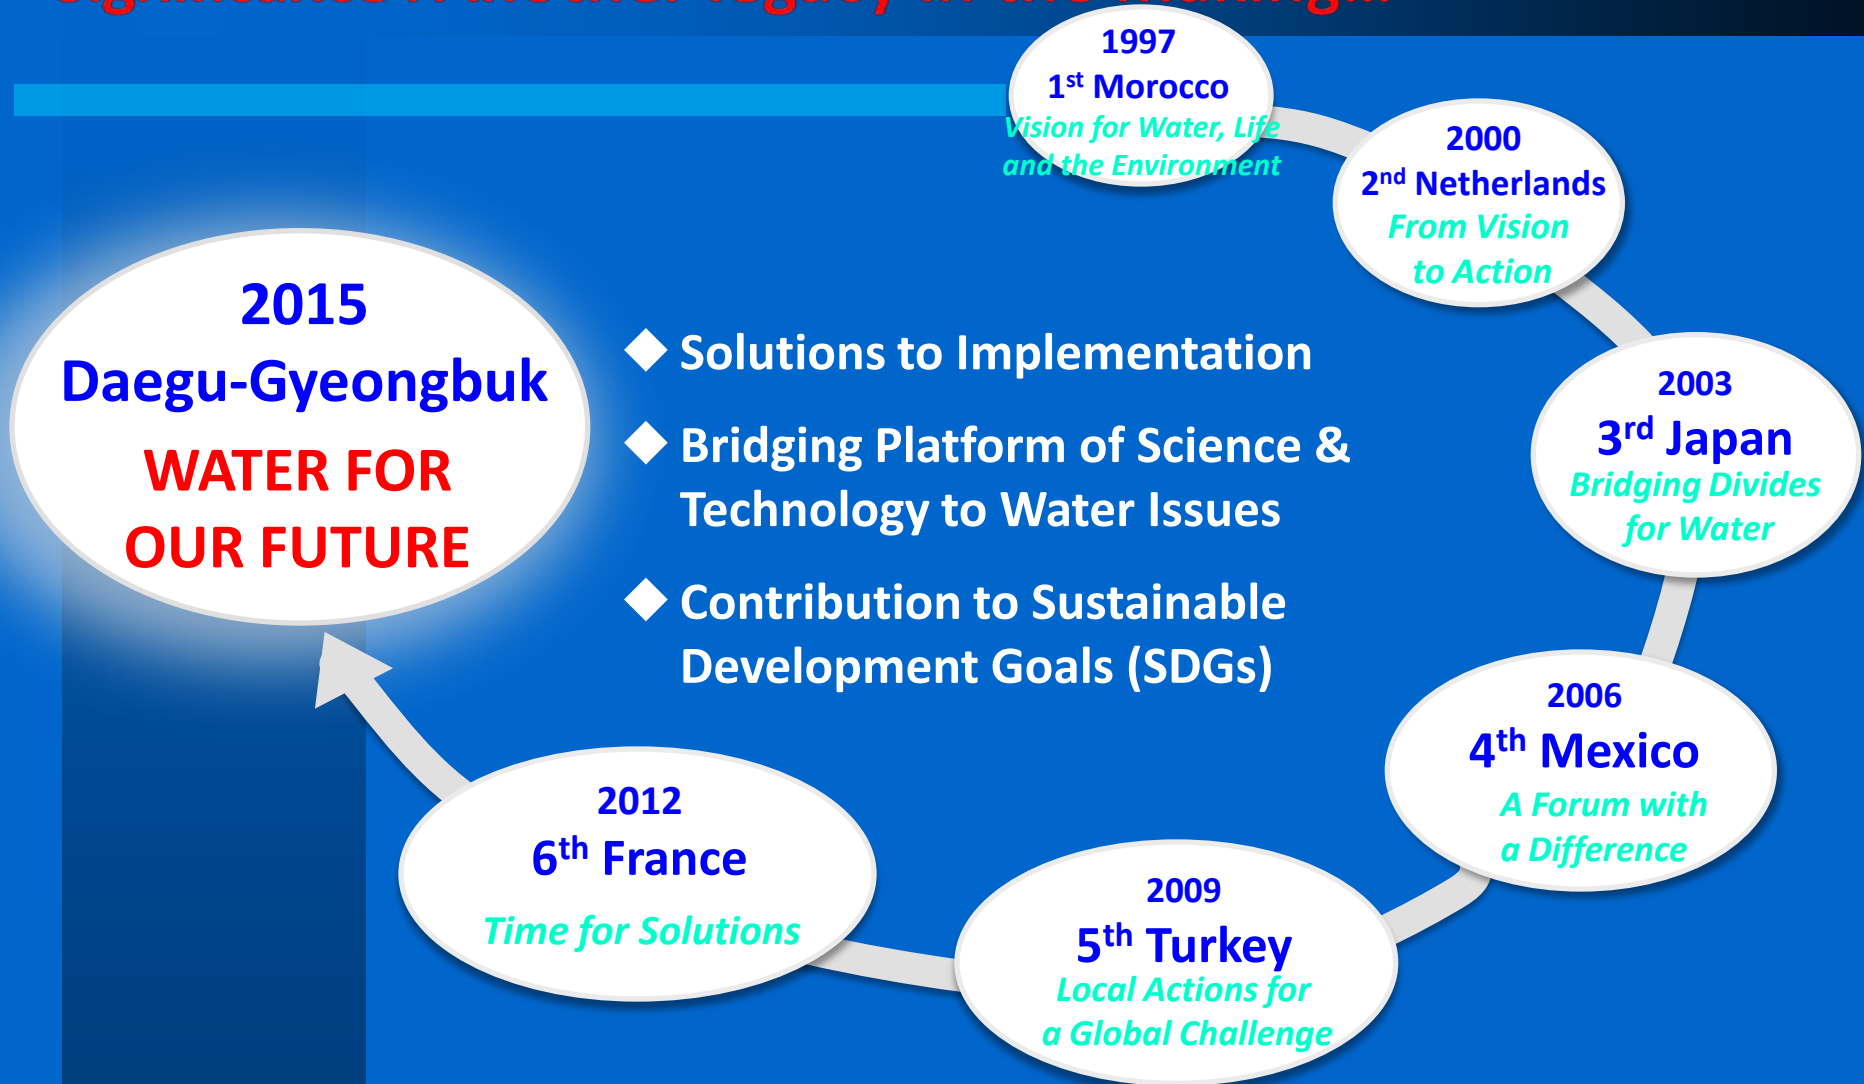 1997
1st Morocco
Vision for Water, Life
and the Environment
2000
2nd Netherlands
From Vision
to Action
2003
3rd Japan
Bridging Divides
for Water
2006
4th Mexico
A Forum with
a Difference
2009
5th Turkey
Local Actions for
a Global Challenge
2012
6th France
Time for Solutions
2015
Daegu-Gyeongbuk
WATER FOR
OUR FUTURE
◆ Solutions to Implementation
◆ Bridging Platform of Science &
Technology to Water Issues
◆ Contribution to Sustainable
Development Goals (SDGs)